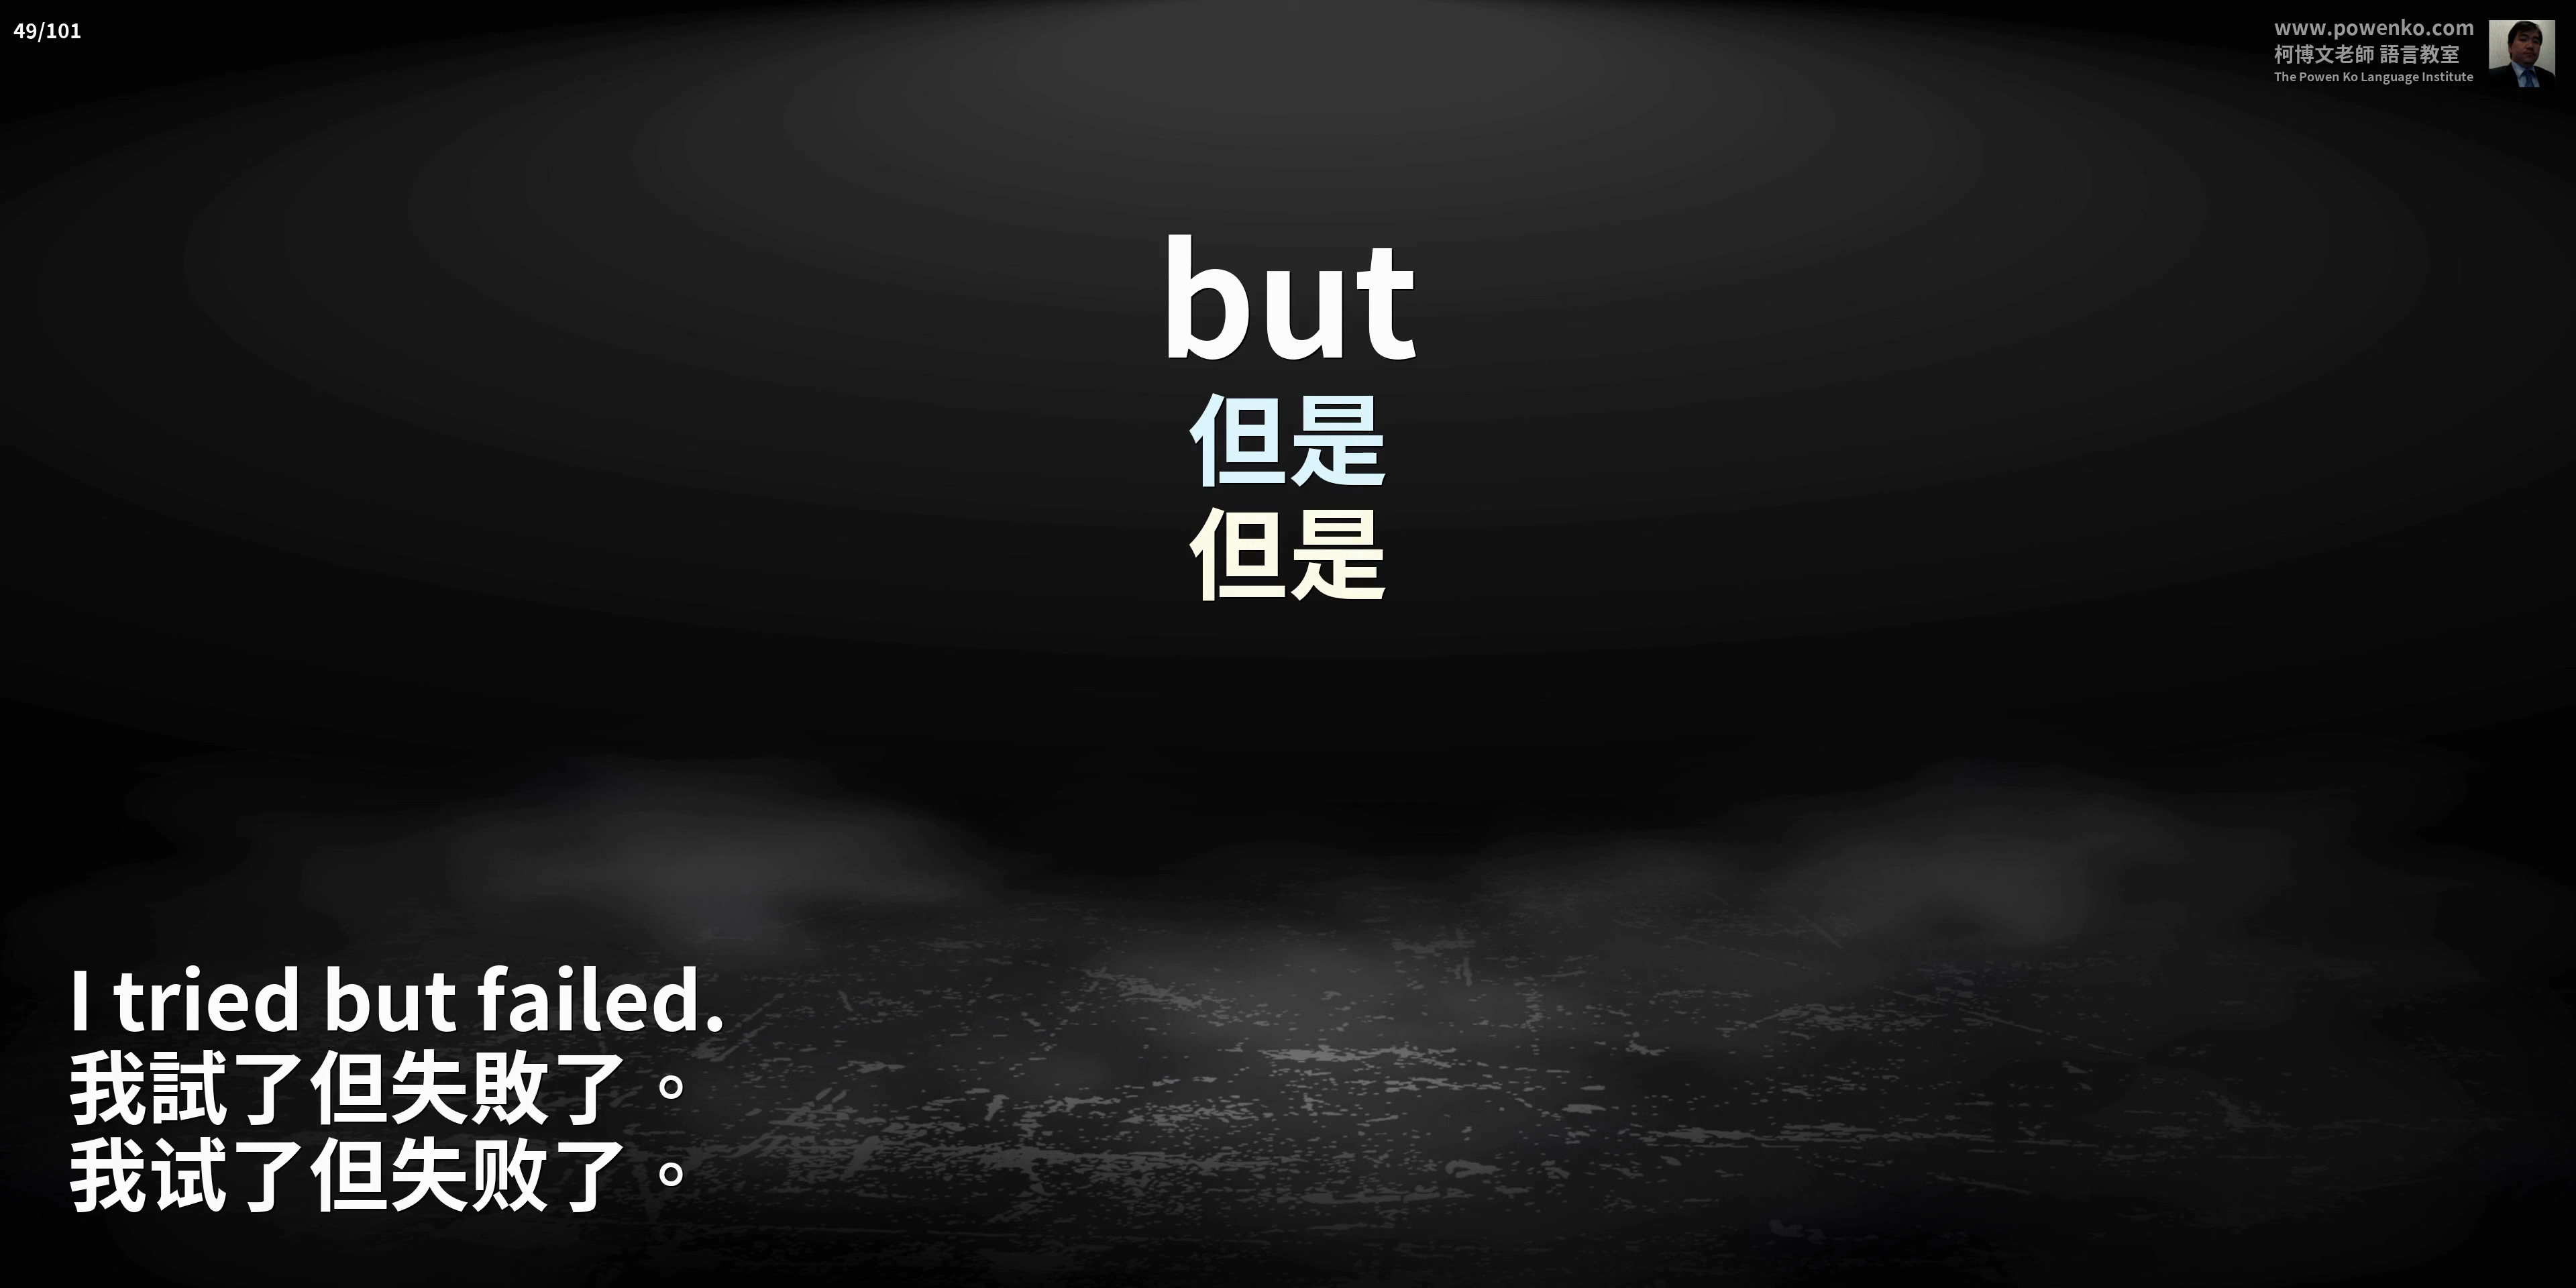 49/101
www.powenko.com
柯博文老師 語言教室
The Powen Ko Language Institute
but
但是
但是
I tried but failed.
我試了但失敗了。
我试了但失败了。